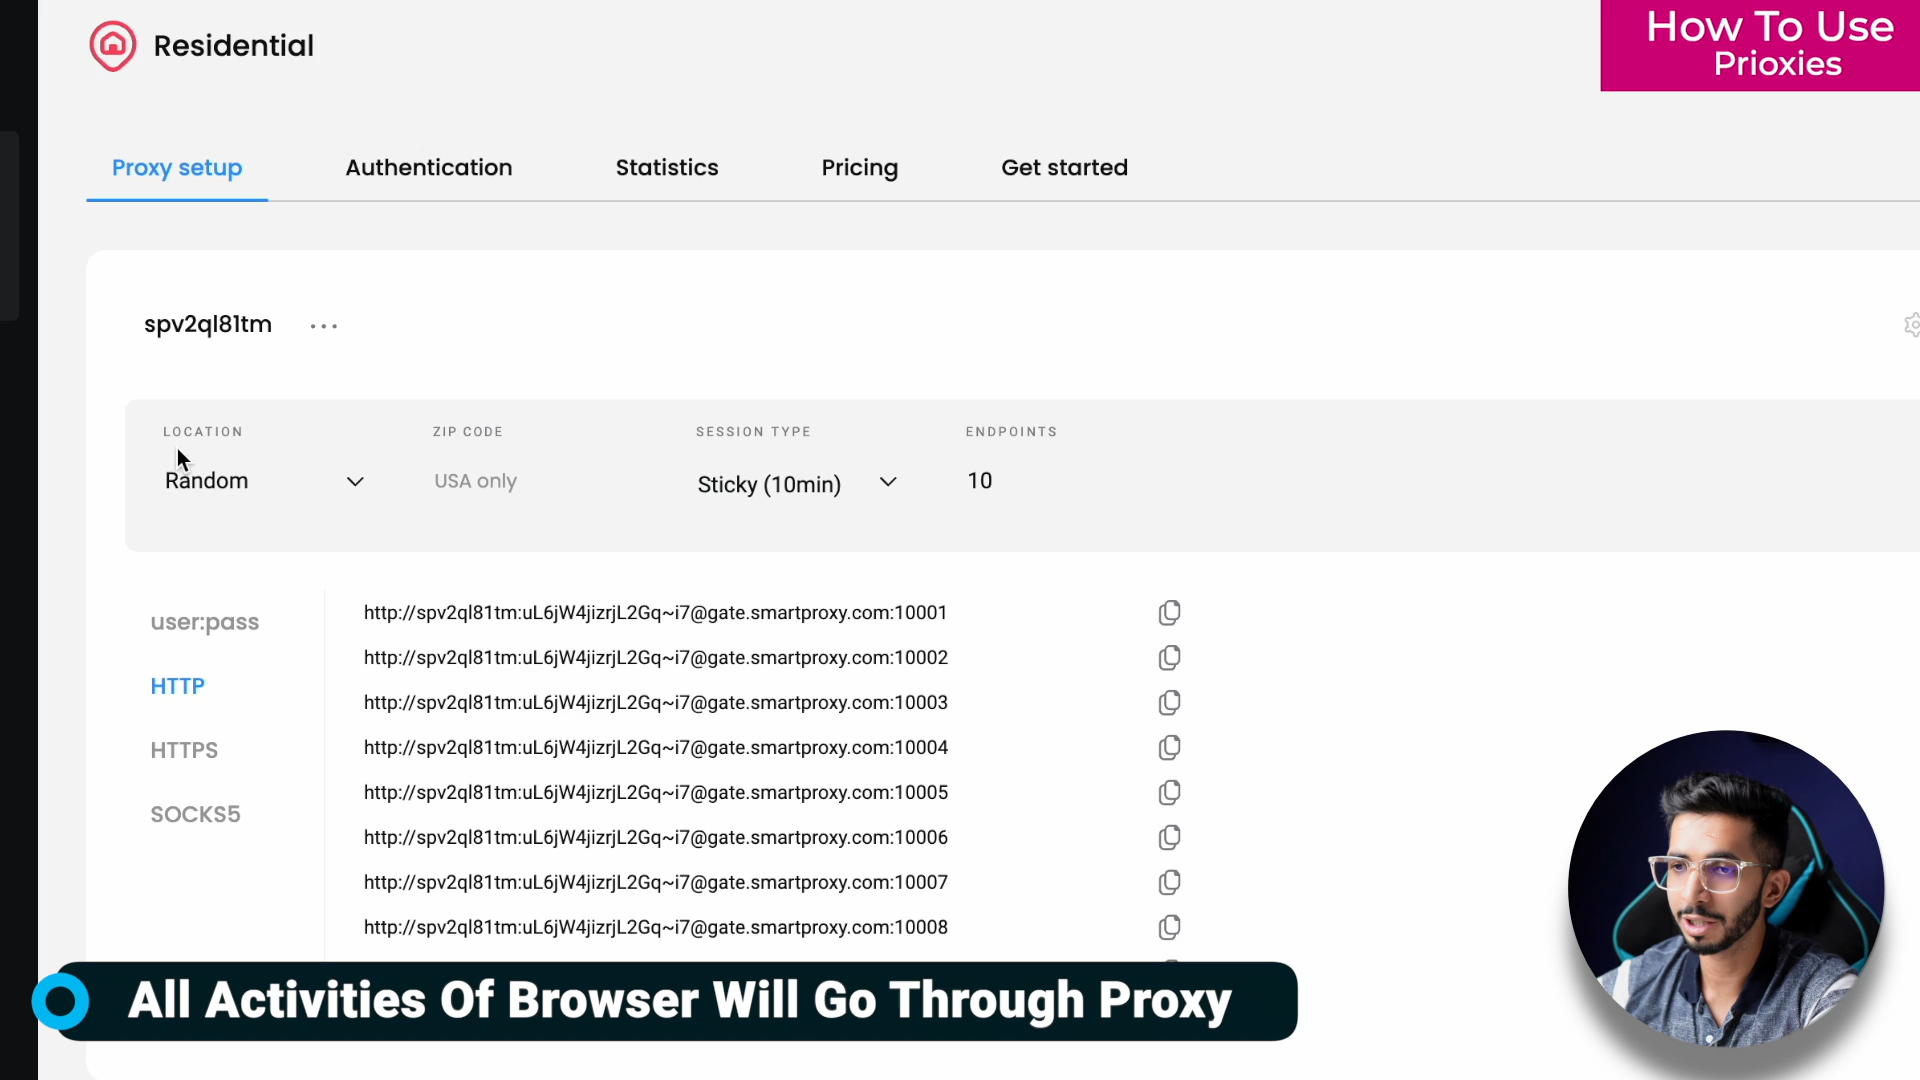 Residential
How To Use
Prioxies
Proxy setup
Authentication
Statistics
Pricing
Get started
spv2ql81tm
LOCATION
ZIP CODE
SESSION TYPE
ENDPOINTS
Random
USA only
Sticky (10min)
10
user:pass
HTTP
HTTPS
SOCKS5
http://spv2ql81tm:uL6jW4jizrjL2Gq~i7@gate.smartproxy.com:10001
http://spv2ql81tm:uL6jW4jizrjL2Gq~i7@gate.smartproxy.com:10002
http://spv2ql81tm:uL6jW4jizrjL2Gq~i7@gate.smartproxy.com:10003
http://spv2ql81tm:uL6jW4jizrjL2Gq~i7@gate.smartproxy.com:10004
http://spv2ql81tm:uL6jW4jizrjL2Gq~i7@gate.smartproxy.com:10005
http://spv2ql81tm:uL6jW4jizrjL2Gq~i7@gate.smartproxy.com:10006
http://spv2ql81tm:uL6jW4jizrjL2Gq~i7@gate.smartproxy.com:10007
http://spv2ql81tm:uL6jW4jizrjL2Gq~i7@gate.smartproxy.com:10008
All Activities Of Browser Will Go Through Proxy